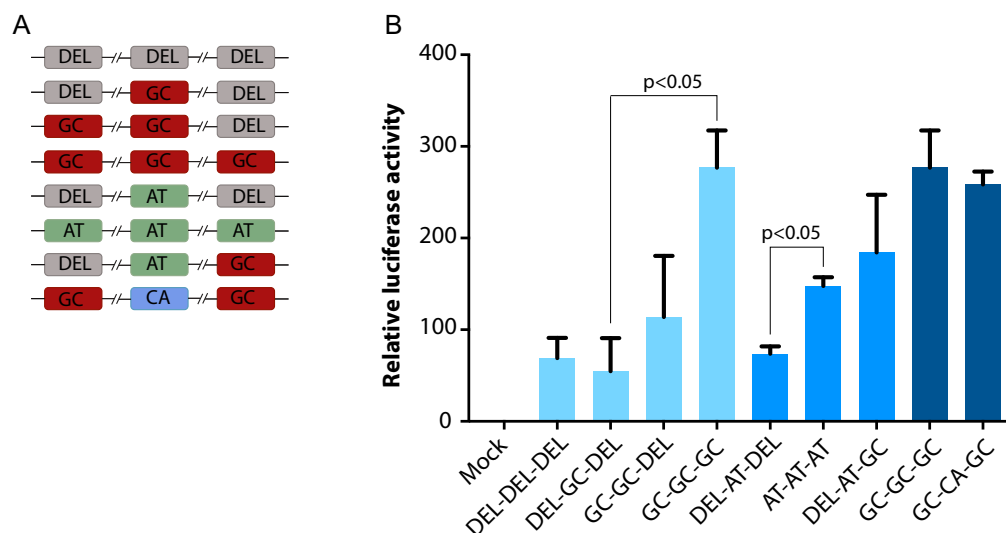 A
DEL DEL DEL
DEL GC DEL
GC GC DEL
GC GC GC
DEL AT DEL
AT AT AT
DEL AT GC
GC CA GC
B
Relative luciferase activity
400
300
200
100
0
p<0.05
p<0.05
Mock
DEL-DEL-DEL
DEL-GC-DEL
GC-GC-DEL
GC-GC-GC
DEL-AT-DEL
AT-AT-AT
DEL-AT-GC
GC-GC-GC
GC-CA-GC